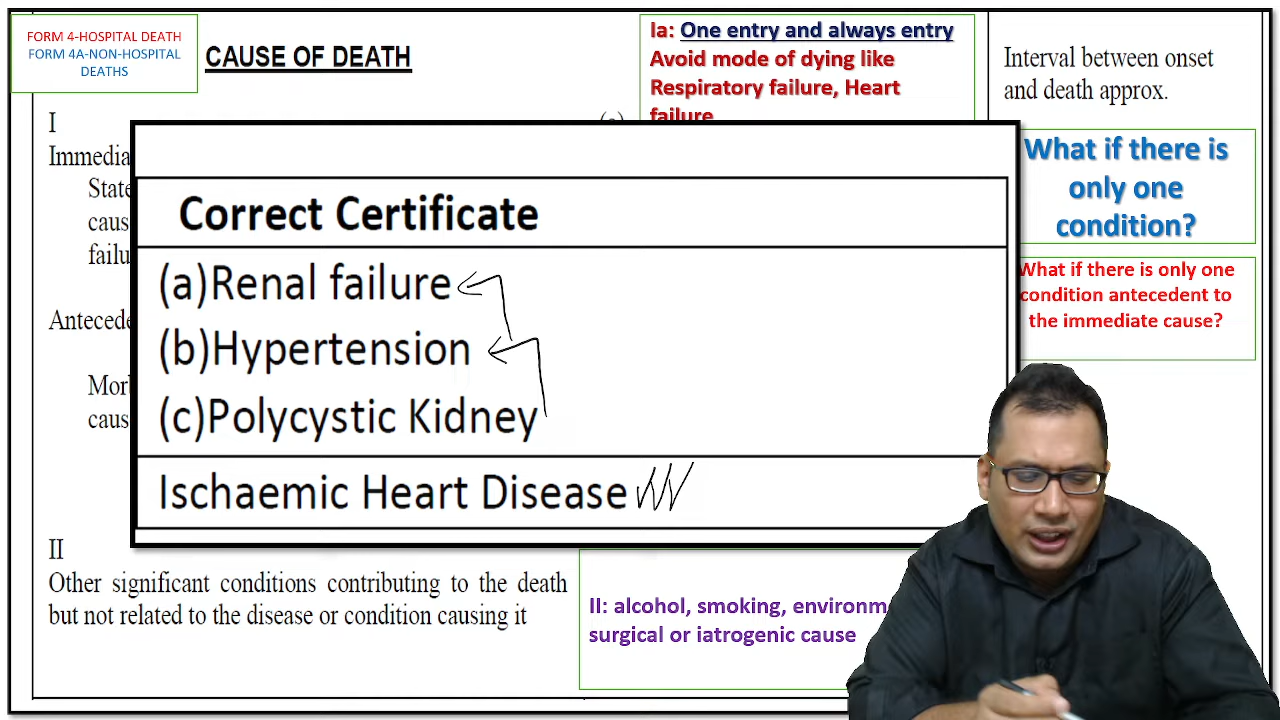 FORM 4-HOSPITAL DEATH
FORM 4A-NON-HOSPITAL
DEATHS
CAUSE OF DEATH
Ia: One entry and always entry
Avoid mode of dying like
Respiratory failure, Heart
failure
Interval between onset
and death approx.
I
What if there is
only one
condition?
What if there is only one
condition antecedent to
the immediate cause?
Correct Certificate
(a)Renal failure
(b)Hypertension
(c)Polycystic Kidney
Ischaemic Heart Disease
II
Other significant conditions contributing to the death
but not related to the disease or condition causing it
II: alcohol, smoking,
surgical or iatrogenic cause